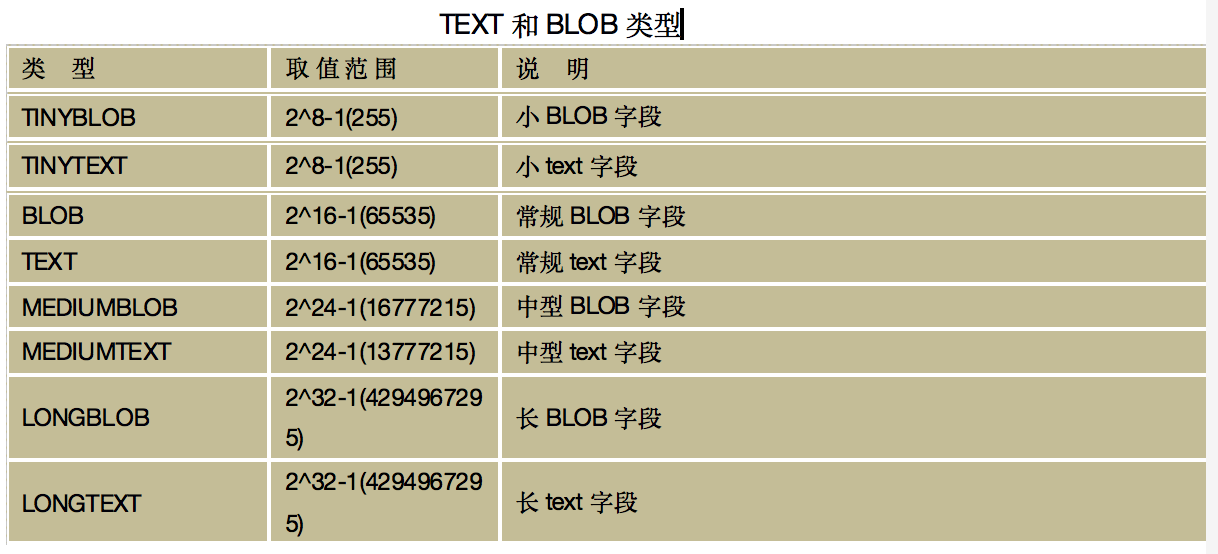 TEXT 和 BLOB 类型
类 型 取值范围 说 明
TINYBLOB 2^8-1(255) 小 BLOB 字段
TINYTEXT 2^8-1(255) 小 text 字段
BLOB 2^16-1(65535) 常规 BLOB 字段
TEXT 2^16-1(65535) 常规 text 字段
MEDIUMBLOB 2^24-1(16777215) 中型 BLOB 字段
MEDIUMTEXT 2^24-1(13777215) 中型 text 字段
LONGBLOB 2^32-1(429496729
5) 长 BLOB 字段
LONGTEXT 2^32-1(429496729
5) 长 text 字段